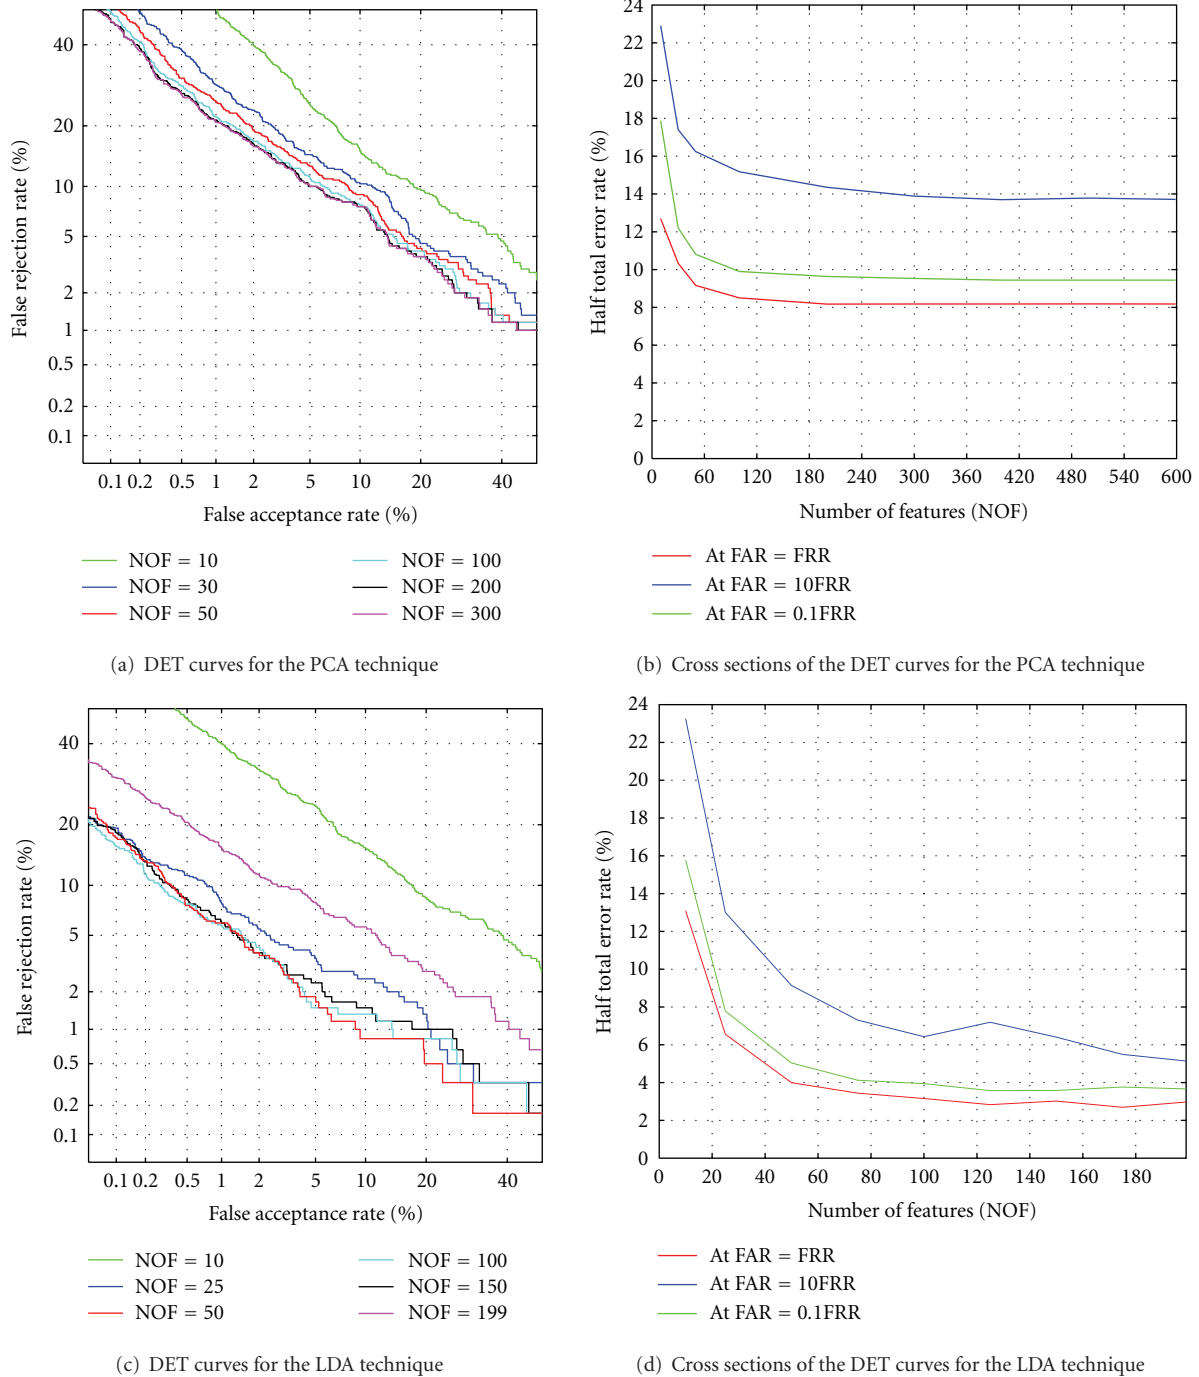 40
20
10
5
2
1
0.5
0.2
0.1
False rejection rate (%)
0.1 0.2 0.5 1 2 5 10 20 40
False acceptance rate (%)
NOF = 10
NOF = 30
NOF = 50
NOF = 100
NOF = 200
NOF = 300
(a) DET curves for the PCA technique
24
22
20
18
16
14
12
10
8
6
4
2
0
Half total error rate (%)
0 60 120 180 240 300 360 420 480 540 600
Number of features (NOF)
At FAR = FRR
At FAR = 10FRR
At FAR = 0.1FRR
(b) Cross sections of the DET curves for the PCA technique
40
20
10
5
2
1
0.5
0.2
0.1
False rejection rate (%)
0.1 0.2 0.5 1 2 5 10 20 40
False acceptance rate (%)
NOF = 10
NOF = 25
NOF = 50
NOF = 100
NOF = 150
NOF = 199
(c) DET curves for the LDA technique
24
22
20
18
16
14
12
10
8
6
4
2
0
Half total error rate (%)
0 20 40 60 80 100 120 140 160 180
Number of features (NOF)
At FAR = FRR
At FAR = 10FRR
At FAR = 0.1FRR
(d) Cross sections of the DET curves for the LDA technique